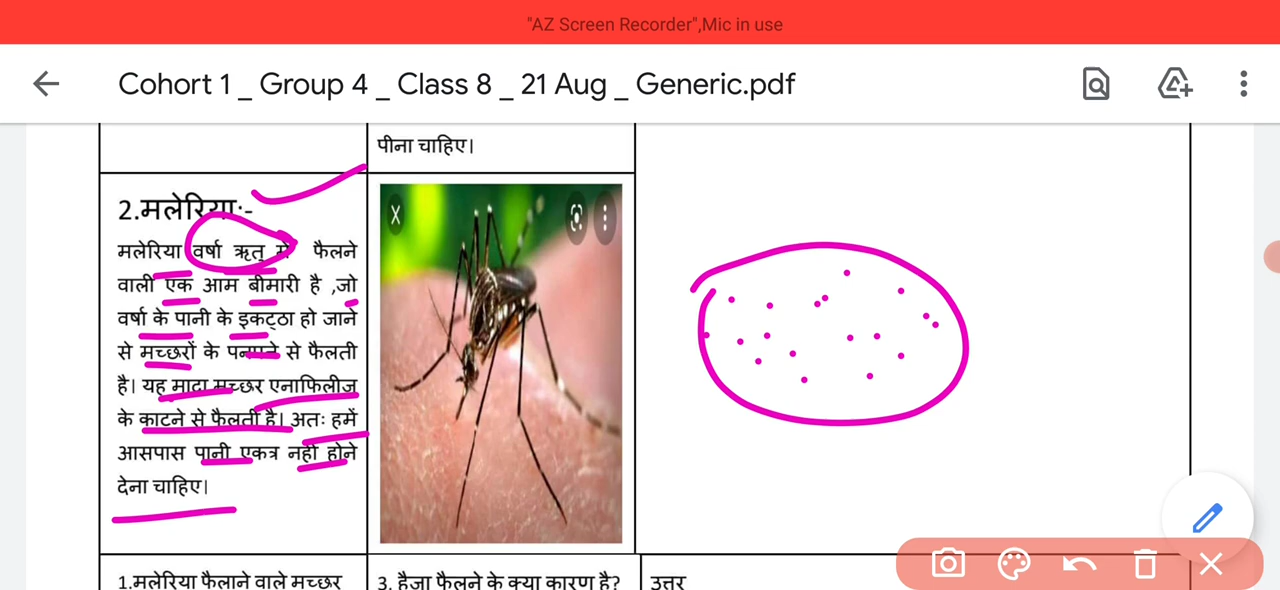 "AZ Screen Recorder",Mic in use
Cohort 1 _ Group 4 _ Class 8 _ 21 Aug _ Generic.pdf
पीना चाहिए।
2.मलेरिया:-
मलेरिया वर्षा ऋतु में फैलने
वाली एक आम बीमारी है ,जो
वर्षा के पानी के इकट्ठा हो जाने
से मच्छरों के पनपने से फैलती
है। यह मादा मच्छर एनाफिलीज
के काटने से फैलती है। अतः हमें
आसपास पानी एकत्र नही होने
देना चाहिए।
1.मलेरिया फैलाने वाले मच्छर
3. हैजा फैलने के क्या कारण है?
उत्तर